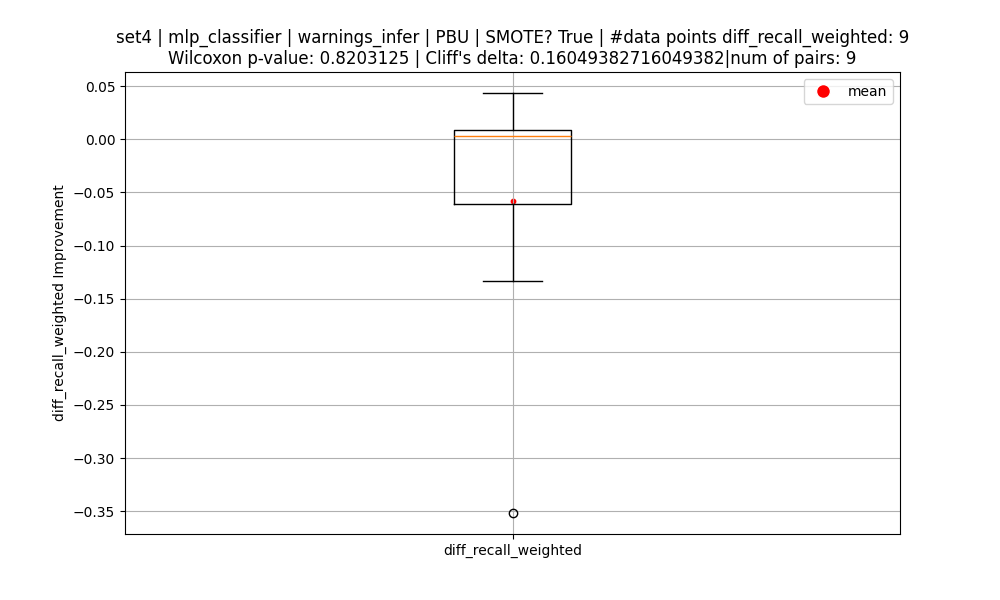 set4 | mlp_classifier | warnings_infer | PBU | SMOTE? True | #data points diff_recall_weighted: 9
Wilcoxon p-value: 0.8203125 | Cliff's delta: 0.16049382716049382|num of pairs: 9
mean
0.05
0.00
−0.05
−0.10
−0.15
−0.20
−0.25
−0.30
−0.35
diff_recall_weighted Improvement
diff_recall_weighted